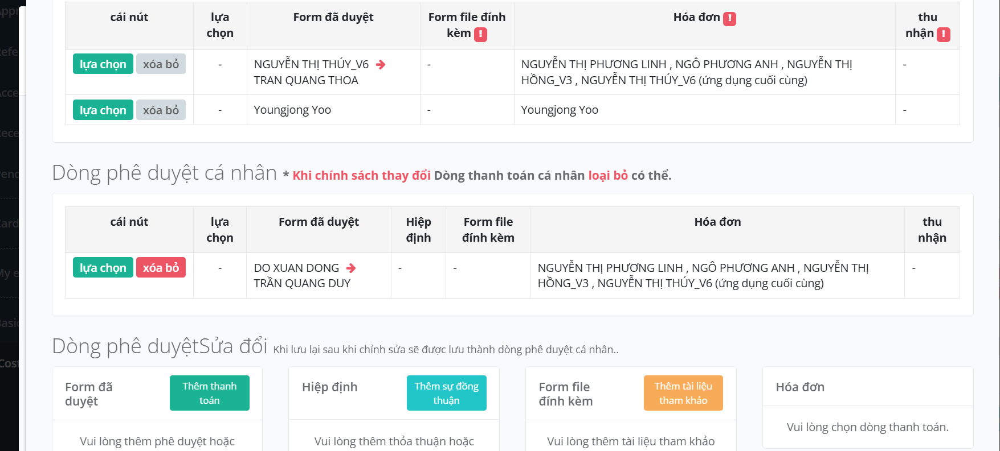 cái nút
lựa
chọn
Form đã duyệt
Form file đính
kèm !
Hóa đơn !
thu
nhận !
lựa chọn xóa bỏ
-
NGUYỄN THỊ THÚY_V6
TRAN QUANG THOA
-
NGUYỄN THỊ PHƯƠNG LINH , NGÔ PHƯƠNG ANH , NGUYỄN THỊ
HỒNG_V3 , NGUYỄN THỊ THÚY_V6 (ứng dụng cuối cùng)
-
lựa chọn xóa bỏ
-
Youngjong Yoo
-
Youngjong Yoo
-
Dòng phê duyệt cá nhân * Khi chính sách thay đổi Dòng thanh toán cá nhân loại bỏ có thể.
cái nút
lựa
chọn
Form đã duyệt
Hiệp
định
Form file
đính kèm
Hóa đơn
thu
nhận
lựa chọn xóa bỏ
-
DO XUAN DONG
TRẦN QUANG DUY
-
-
NGUYỄN THỊ PHƯƠNG LINH , NGÔ PHƯƠNG ANH , NGUYỄN THỊ
HỒNG_V3 , NGUYỄN THỊ THÚY_V6 (ứng dụng cuối cùng)
-
Dòng phê duyệtSửa đổi Khi lưu lại sau khi chỉnh sửa sẽ được lưu thành dòng phê duyệt cá nhân..
Form đã
duyệt
Thêm thanh
toán
Vui lòng thêm phê duyệt hoặc
Hiệp định
Thêm sự đồng
thuận
Vui lòng thêm thỏa thuận hoặc
Form file
đính kèm
Thêm tài liệu
tham khảo
Vui lòng thêm tài liệu tham khảo
Hóa đơn
Vui lòng chọn dòng thanh toán.